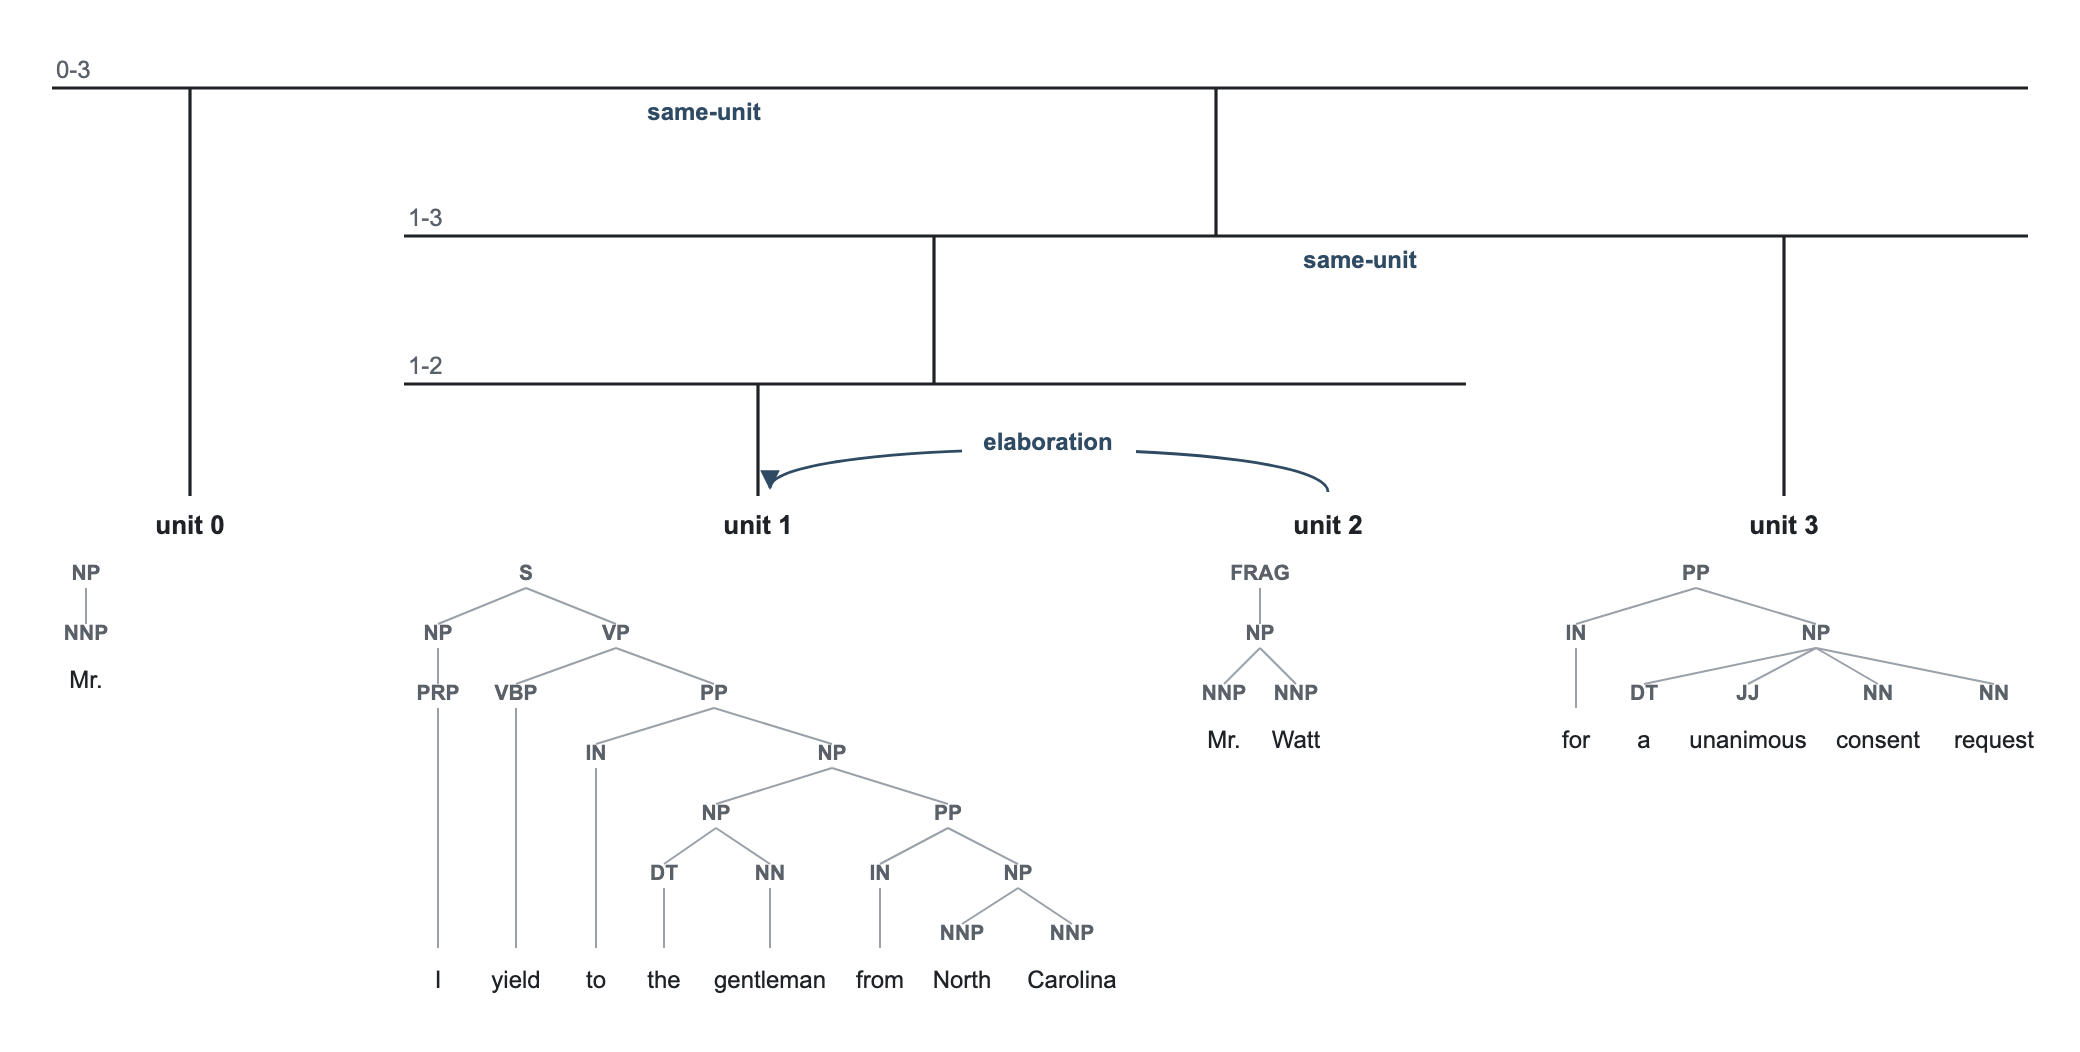 0-3
same-unit
1-3
same-unit
1-2
elaboration
unit 0 unit 1 unit 2 unit 3
NP S FRAG PP
NNP NP VP NP IN NP
Mr. PRP VBP PP NNP NNP DT JJ NN NN
IN NP Mr. Watt for a unanimous consent request
NP PP
DT NN IN NP
NNP NNP
I yield to the gentleman from North Carolina